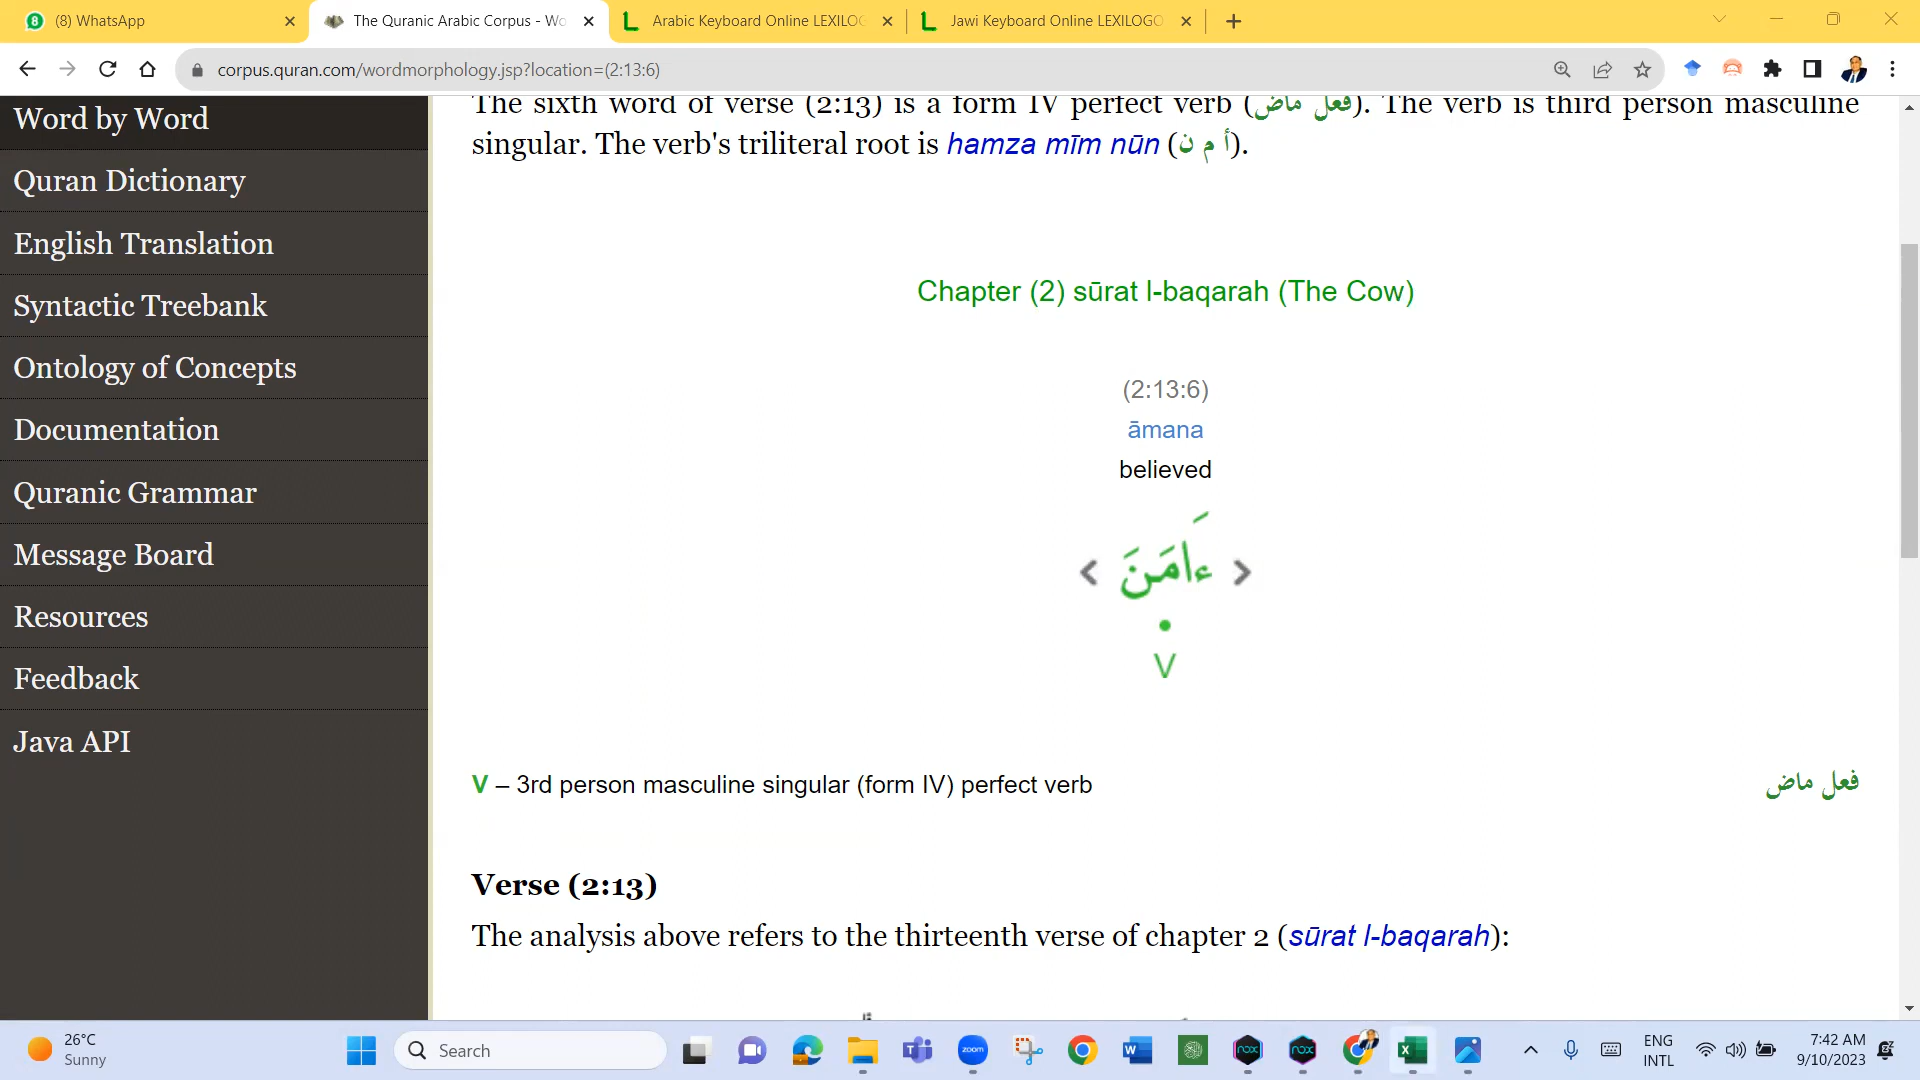 (8) WhatsApp
The Quranic Arabic Corpus - Wo
Arabic Keyboard Online LEXILOG
Jawi Keyboard Online LEXILOGO
corpus.quran.com/wordmorphology.jsp?location=(2:13:6)
Word by Word
Quran Dictionary
English Translation
Syntactic Treebank
Ontology of Concepts
Documentation
Quranic Grammar
Message Board
Resources
Feedback
Java API
The sixth word of verse (2:13) is a form IV perfect verb (فعل ماض). The verb is third person masculine
singular. The verb's triliteral root is hamza mīm nūn (أ م ن).
Chapter (2) sūrat l-baqarah (The Cow)
(2:13:6)
āmana
believed
ءَامَنَ
V
V – 3rd person masculine singular (form IV) perfect verb
فعل ماض
Verse (2:13)
The analysis above refers to the thirteenth verse of chapter 2 (sūrat l-baqarah):
26°C
Sunny
Search
zoom
nox
nox
ENG
INTL
7:42 AM
9/10/2023